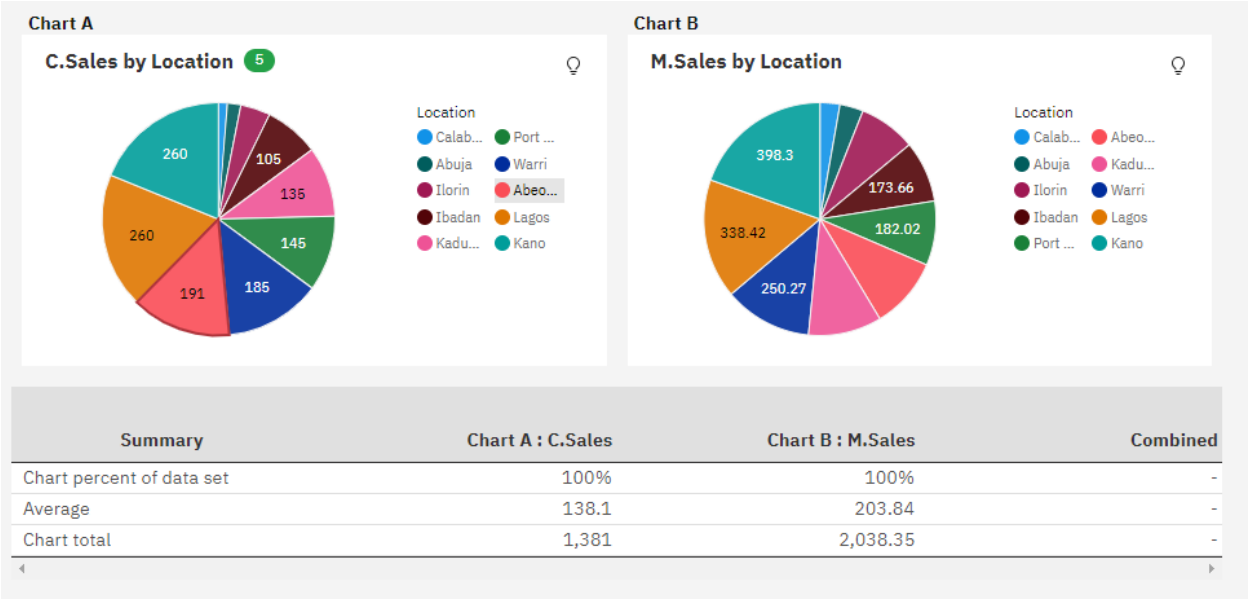 Chart A
C.Sales by Location 5
260
105
135
260
145
191
185
Location
Calab... Port ...
Abuja Warri
Ilorin Abeo...
Ibadan Lagos
Kadu... Kano
Chart B
M.Sales by Location
398.3
173.66
338.42
182.02
250.27
Location
Calab... Abeo...
Abuja Kadu...
Ilorin Warri
Ibadan Lagos
Port ... Kano
Summary Chart A : C.Sales Chart B : M.Sales Combined
Chart percent of data set 100% 100% -
Average 138.1 203.84 -
Chart total 1,381 2,038.35 -